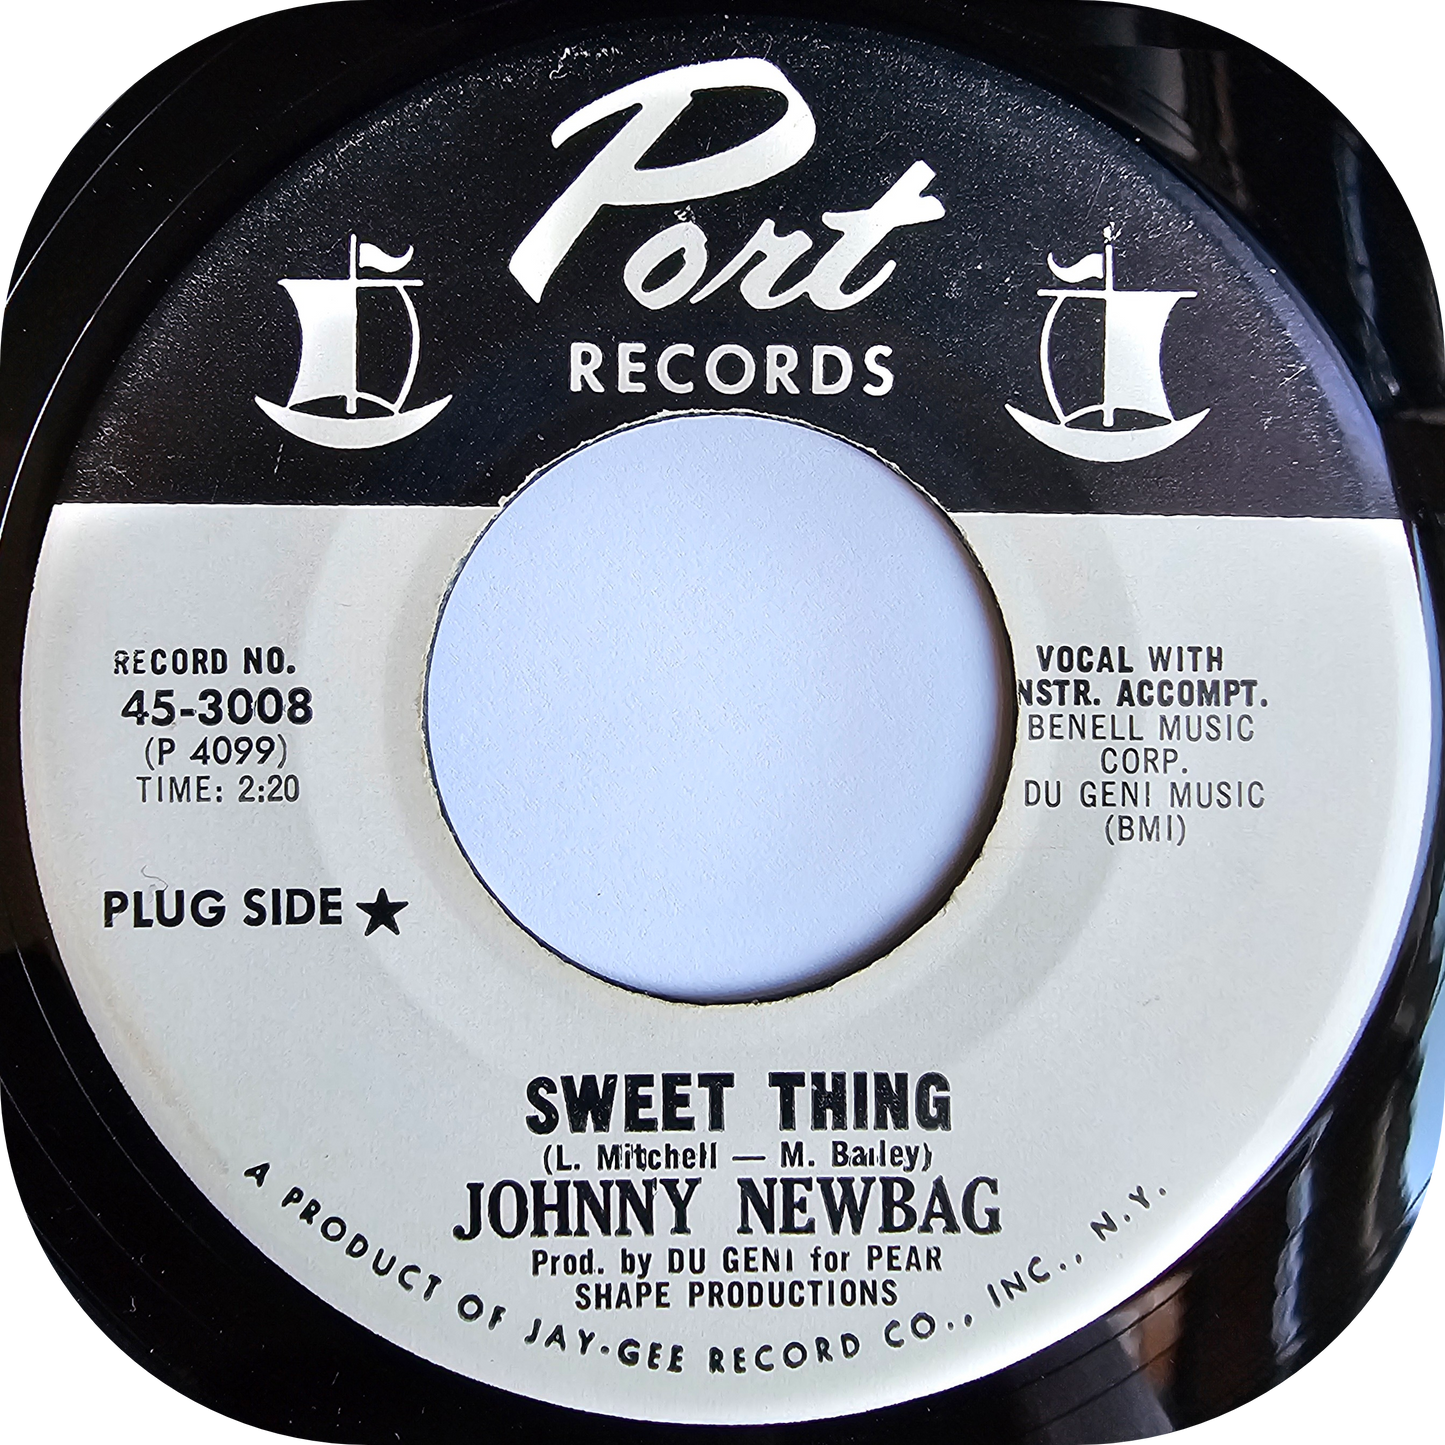 Port
RECORDS
RECORD NO.
45-3008
(P 4099)
TIME: 2:20
PLUG SIDE ★
VOCAL WITH
NSTR. ACCOMPT.
BENELL MUSIC
CORP.
DU GENI MUSIC
(BMI)
SWEET THING
(L. Mitchell — M. Bailey)
JOHNNY NEWBAG
Prod. by DU GENI for PEAR
SHAPE PRODUCTIONS
A PRODUCT OF JAY-GEE RECORD CO., INC., N.Y.